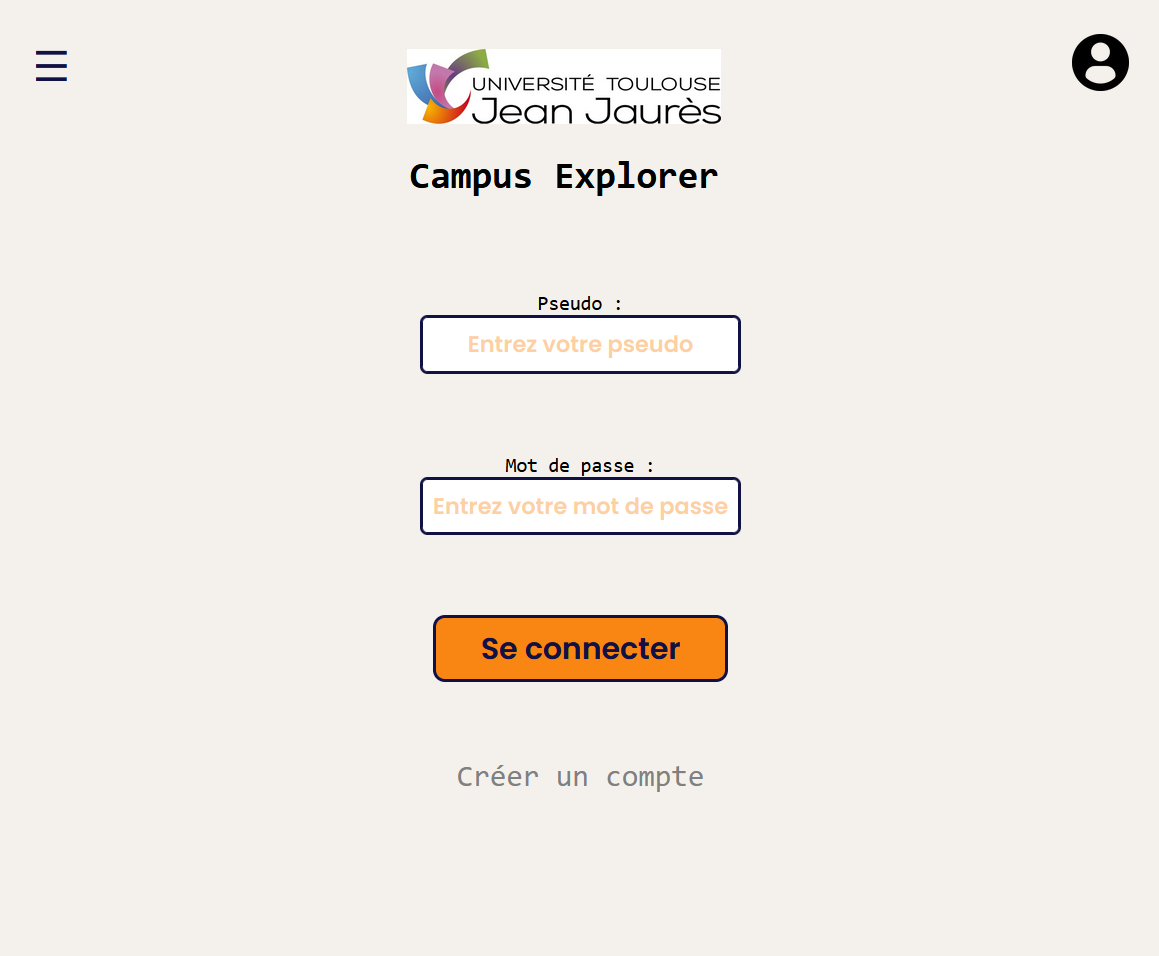 UNIVERSITÉ TOULOUSE
Jean Jaurès
Campus Explorer
Pseudo :
Entrez votre pseudo
Mot de passe :
Entrez votre mot de passe
Se connecter
Créer un compte